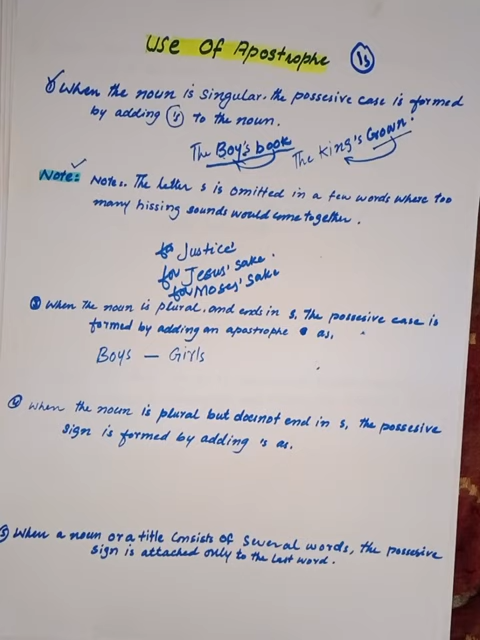 Use Of Apostrophe ('s)
1) When the noun is singular. the possesive case is formed
by adding ('s) to the noun.
The Boy's book The King's Crown.
Note: Note:. The letter s is omitted in a few words where too
many hissing sounds would come together.
for Justice'
for Jesus' sake.
for Moses' sake
③ When the noun is plural. and ends in s. The possesive case is
formed by adding an apostrophe as,
Boys — Girls
④ When the noun is plural but doesnot end in s, the possesive
sign is formed by adding 's as.
⑤ When a noun or a title Consists of several words, the possesive
sign is attached only to the last word.